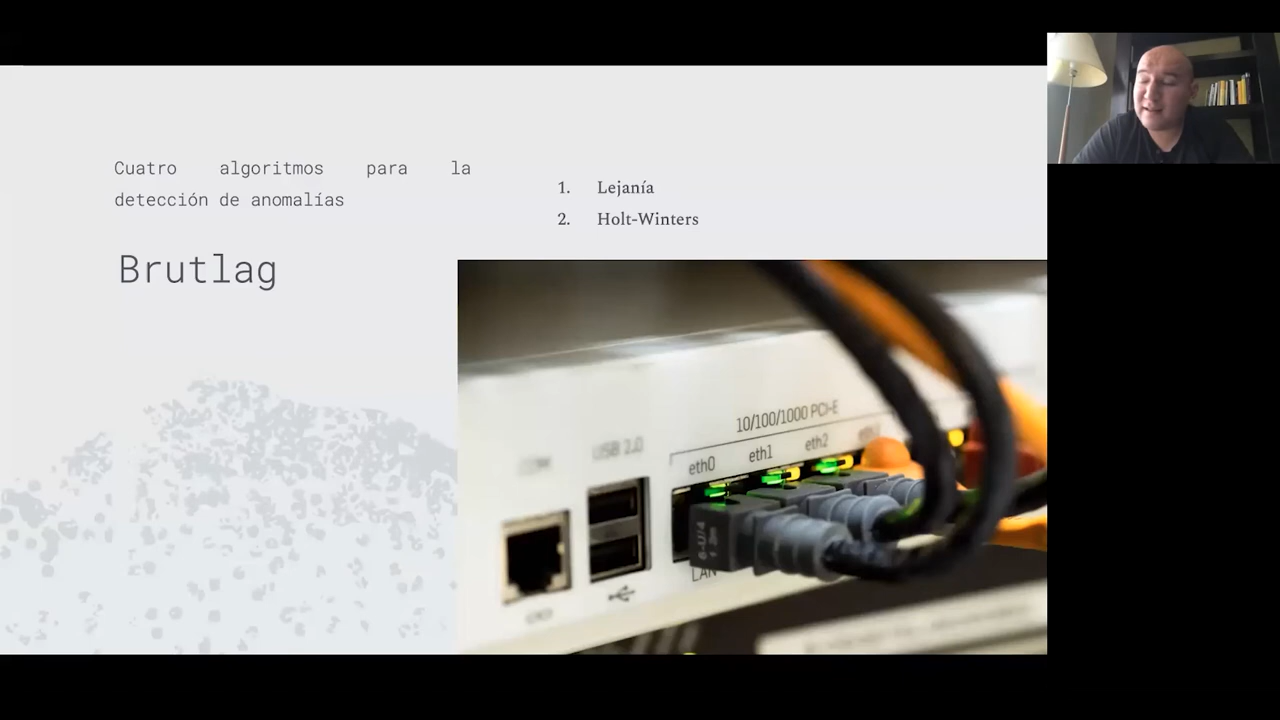 Cuatro algoritmos para la
detección de anomalías
Brutlag
1. Lejanía
2. Holt-Winters
10/100/1000 PCI-E
USB 2.0
eth0
eth1
eth2
LAN